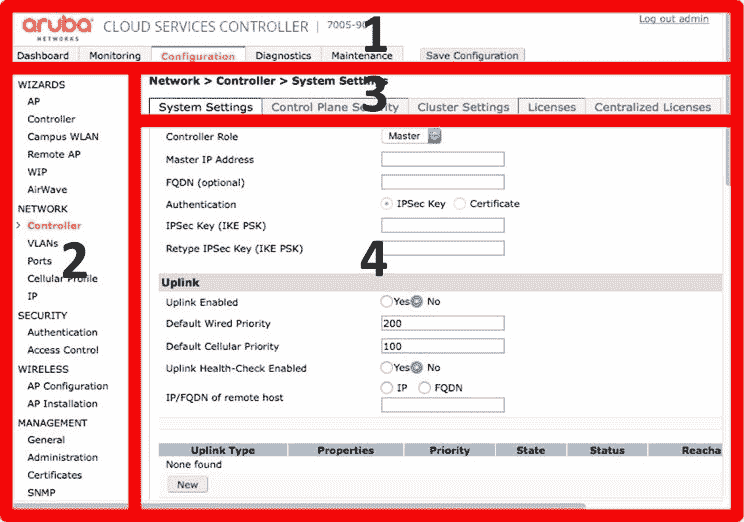 aruba
NETWORKS
CLOUD SERVICES CONTROLLER | 7005-9
Log out admin
1
Dashboard Monitoring Configuration Diagnostics Maintenance Save Configuration
WIZARDS
AP
Controller
Campus WLAN
Remote AP
WIP
AirWave
NETWORK
> Controller
VLANs
Ports
Cellular Profile
IP
SECURITY
Authentication
Access Control
WIRELESS
AP Configuration
AP Installation
MANAGEMENT
General
Administration
Certificates
SNMP
2
Network > Controller > System Settings
3
System Settings Control Plane Security Cluster Settings Licenses Centralized Licenses
Controller Role Master
Master IP Address
FQDN (optional)
Authentication IPSec Key Certificate
IPSec Key (IKE PSK)
Retype IPSec Key (IKE PSK)
4
Uplink
Uplink Enabled Yes No
Default Wired Priority 200
Default Cellular Priority 100
Uplink Health-Check Enabled Yes No
IP FQDN
IP/FQDN of remote host
Uplink Type Properties Priority State Status Reacha
None found
New